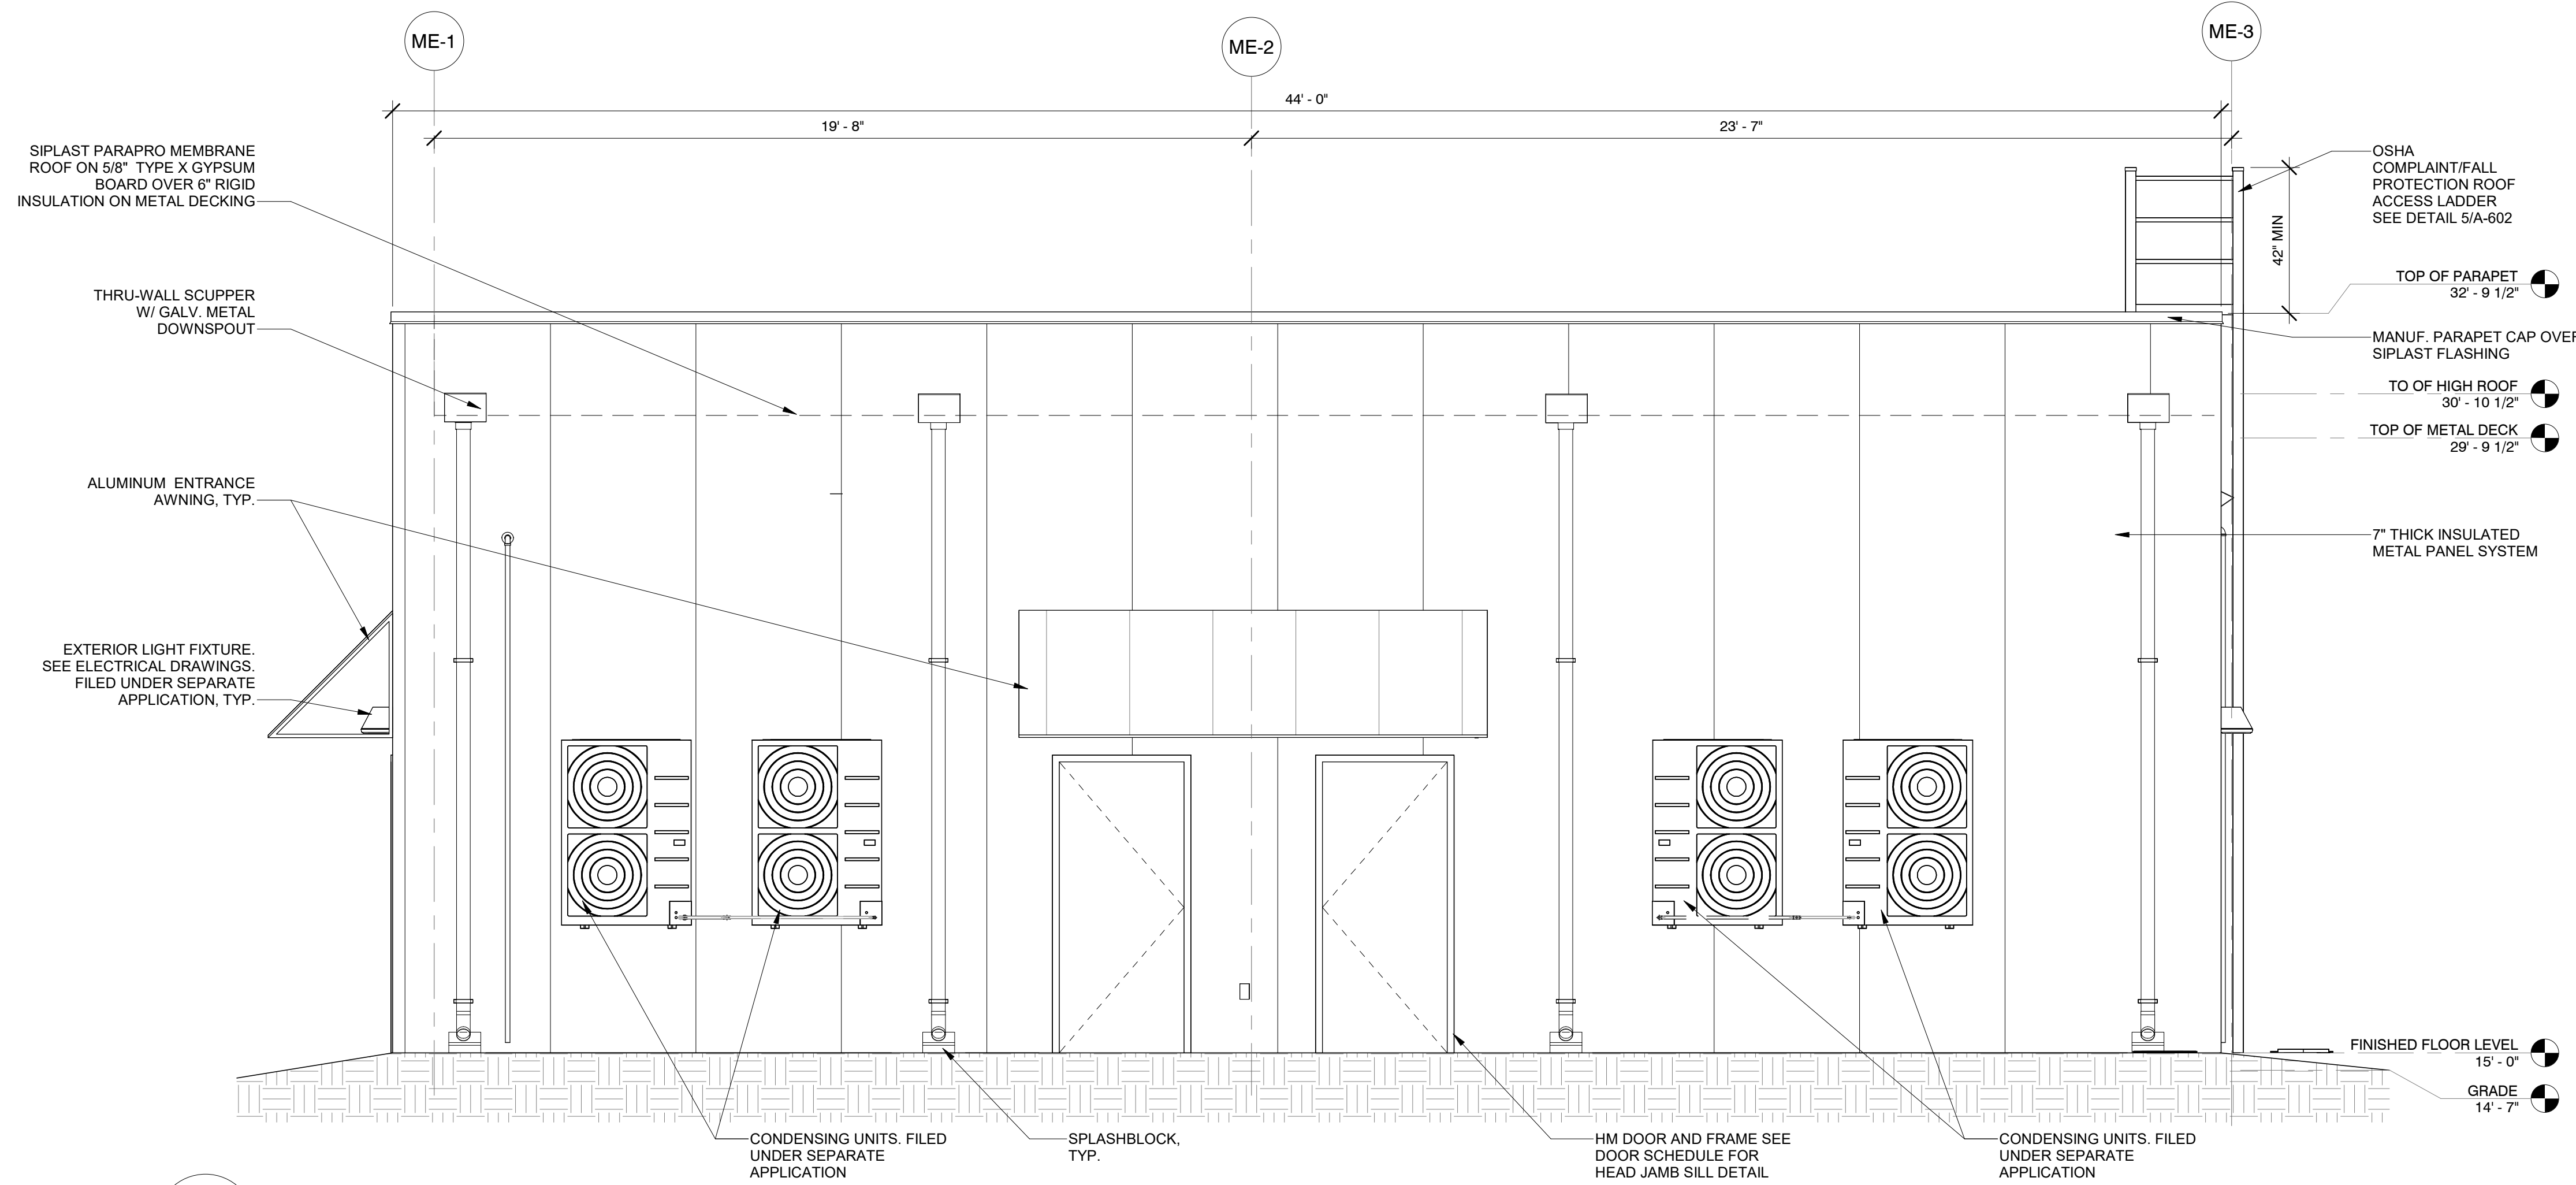 ME-1
ME-2
ME-3
44' - 0"
19' - 8"
23' - 7"
SIPLAST PARAPRO MEMBRANE
ROOF ON 5/8" TYPE X GYPSUM
BOARD OVER 6" RIGID
INSULATION ON METAL DECKING
THRU-WALL SCUPPER
W/ GALV. METAL
DOWNSPOUT
ALUMINUM ENTRANCE
AWNING, TYP.
EXTERIOR LIGHT FIXTURE.
SEE ELECTRICAL DRAWINGS.
FILED UNDER SEPARATE
APPLICATION, TYP.
OSHA
COMPLAINT/FALL
PROTECTION ROOF
ACCESS LADDER
SEE DETAIL 5/A-602
42" MIN
TOP OF PARAPET
32' - 9 1/2"
MANUF. PARAPET CAP OVER
SIPLAST FLASHING
TO OF HIGH ROOF
30' - 10 1/2"
TOP OF METAL DECK
29' - 9 1/2"
7" THICK INSULATED
METAL PANEL SYSTEM
FINISHED FLOOR LEVEL
15' - 0"
GRADE
14' - 7"
CONDENSING UNITS. FILED
UNDER SEPARATE
APPLICATION
SPLASHBLOCK,
TYP.
HM DOOR AND FRAME SEE
DOOR SCHEDULE FOR
HEAD JAMB SILL DETAIL
CONDENSING UNITS. FILED
UNDER SEPARATE
APPLICATION